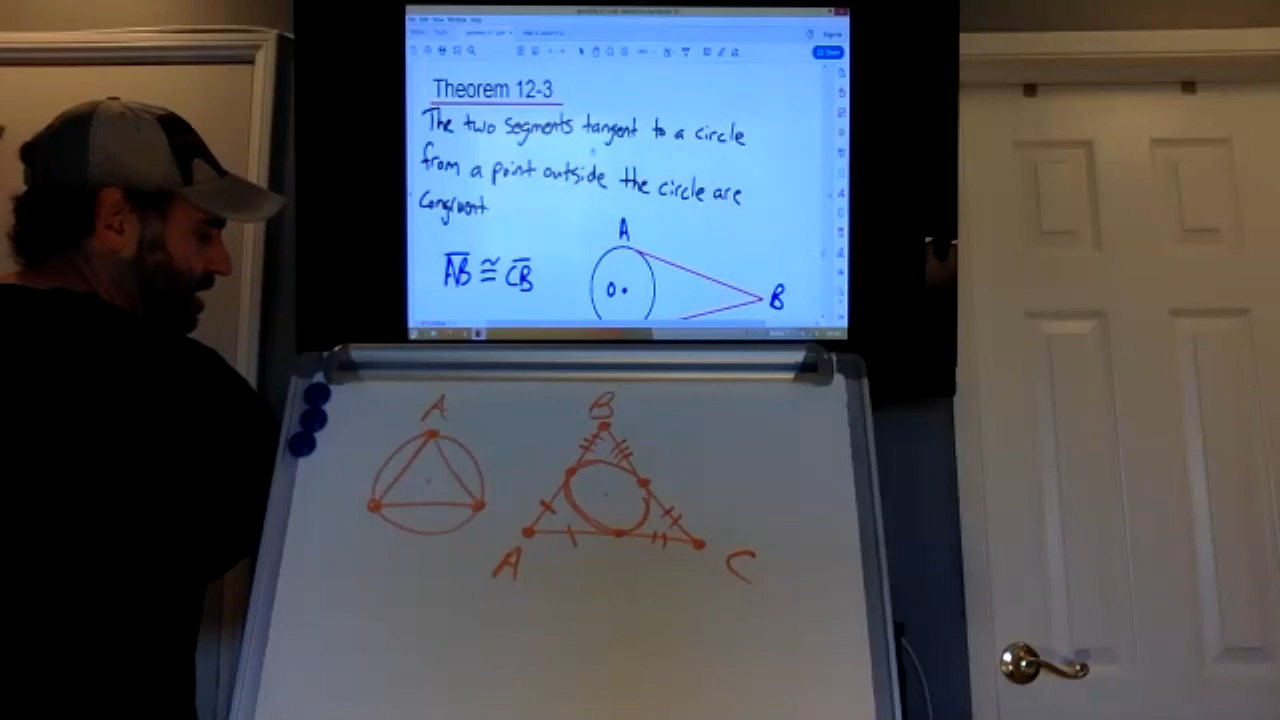 Theorem 12-3
The two segments tangent to a circle
from a point outside the circle are
Congruent
A
AB ≅ CB
O
B
A
B
A
C